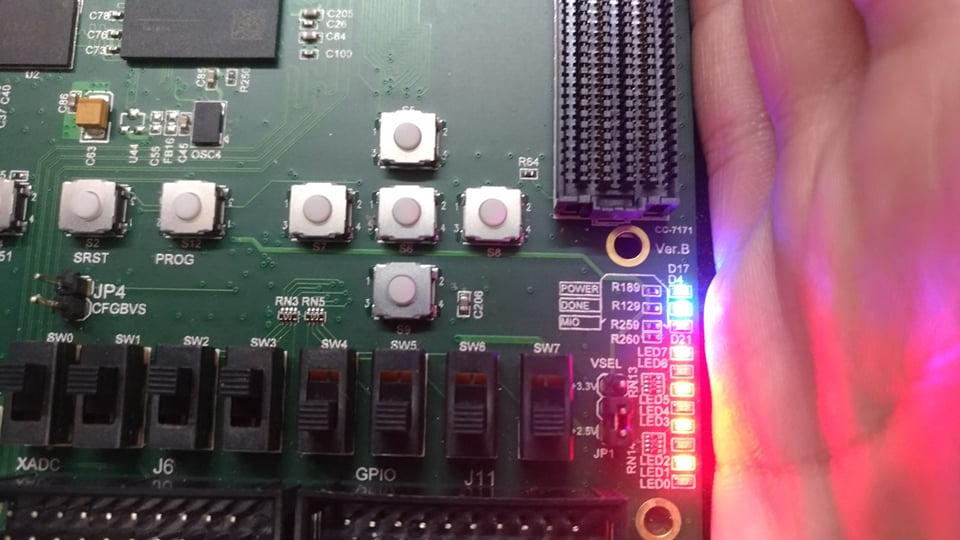 C78
C76
C73
U2
C205
C26
C84
C100
C85
R250
C40
C37
C86
C63
U44
C55
FB16
C45
OSC4
S5
R64
CG-7171
Ver.B
51
S2
SRST
S12
PROG
S7
S6
S8
S9
JP4
CFGBVS
RN3 RN5
C206
POWER
DONE
MIO
D17
D4
R189
R129
R259
R260
D21
SW0
SW1
SW2
SW3
SW4
SW5
SW6
SW7
VSEL
+3.3V
+2.5V
JP1
RN13
RN14
LED7
LED6
LED5
LED4
LED3
LED2
LED1
LED0
XADC
J6
GPIO
J11